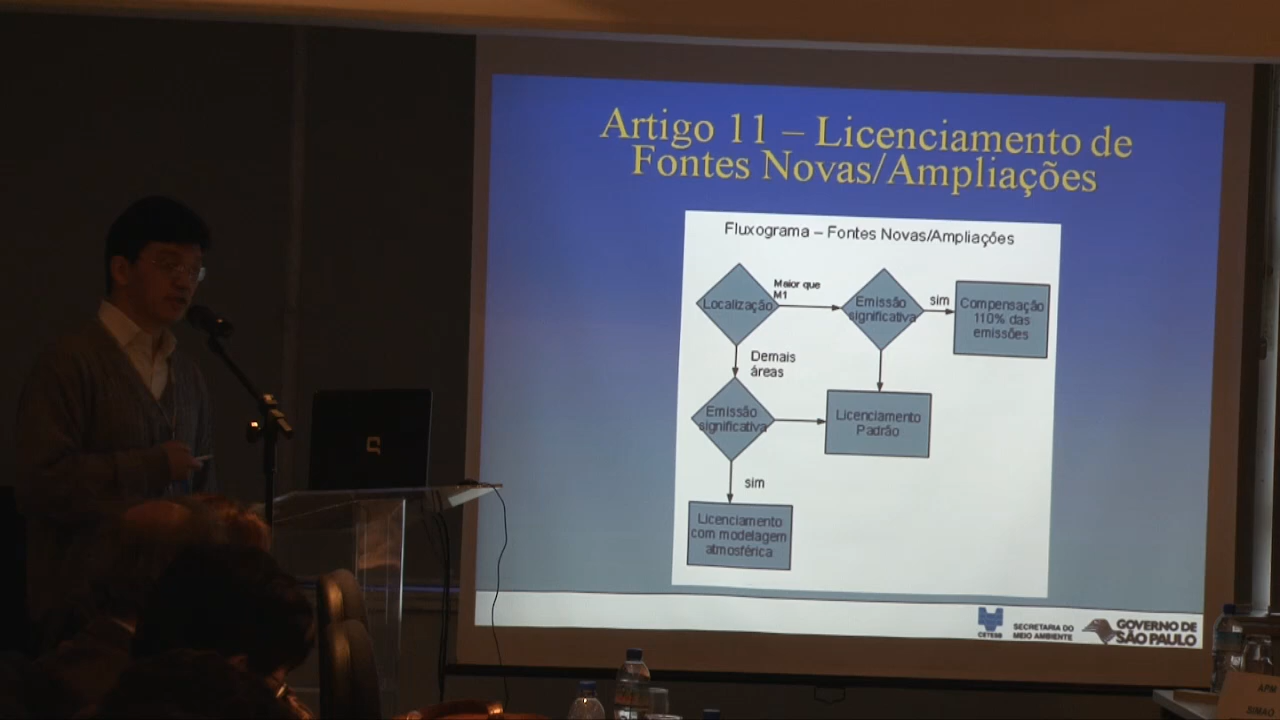 Artigo 11 – Licenciamento de
Fontes Novas/Ampliações
Fluxograma – Fontes Novas/Ampliações
Localização
Maior que
M1
Emissão
significativa
sim
Compensação
110% das
emissões
Demais
áreas
Emissão
significativa
Licenciamento
Padrão
sim
Licenciamento
com modelagem
atmosférica
CETESB
SECRETARIA DO
MEIO AMBIENTE
GOVERNO DE
SÃO PAULO